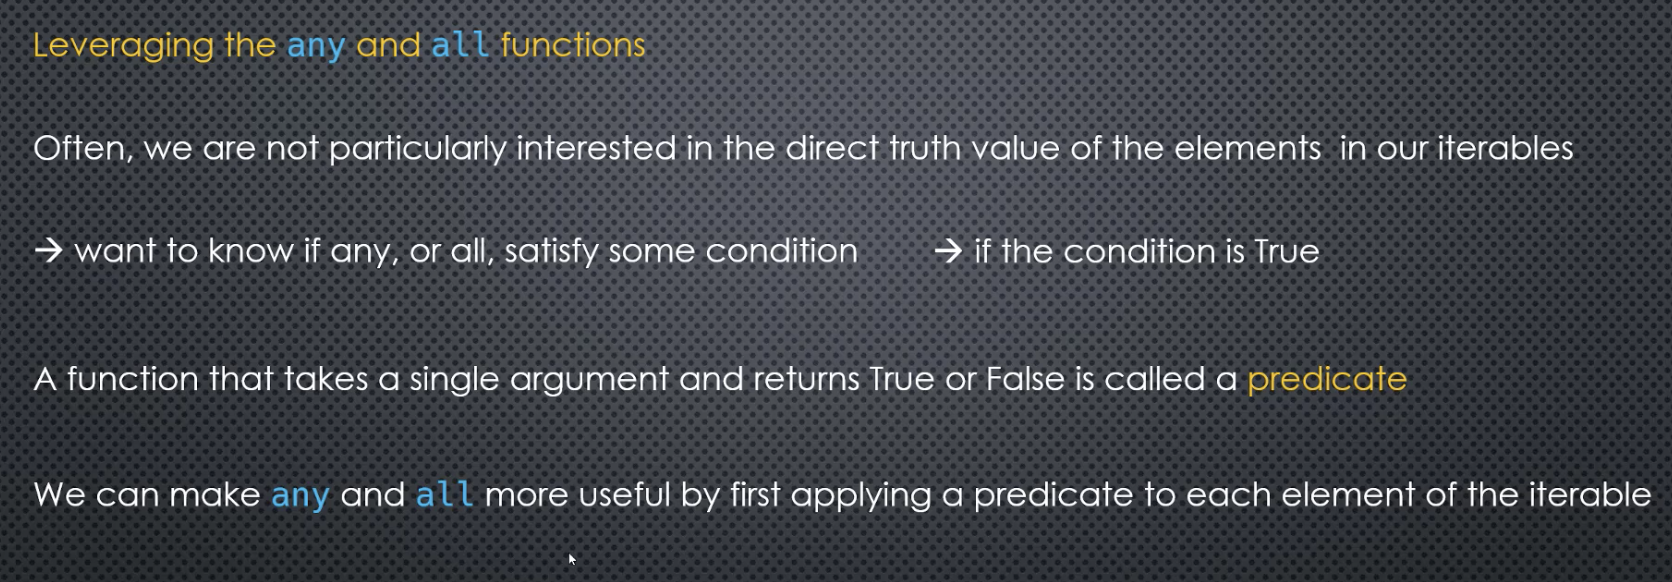 Leveraging the any and all functions
Often, we are not particularly interested in the direct truth value of the elements in our iterables
→ want to know if any, or all, satisfy some condition → if the condition is True
A function that takes a single argument and returns True or False is called a predicate
We can make any and all more useful by first applying a predicate to each element of the iterable